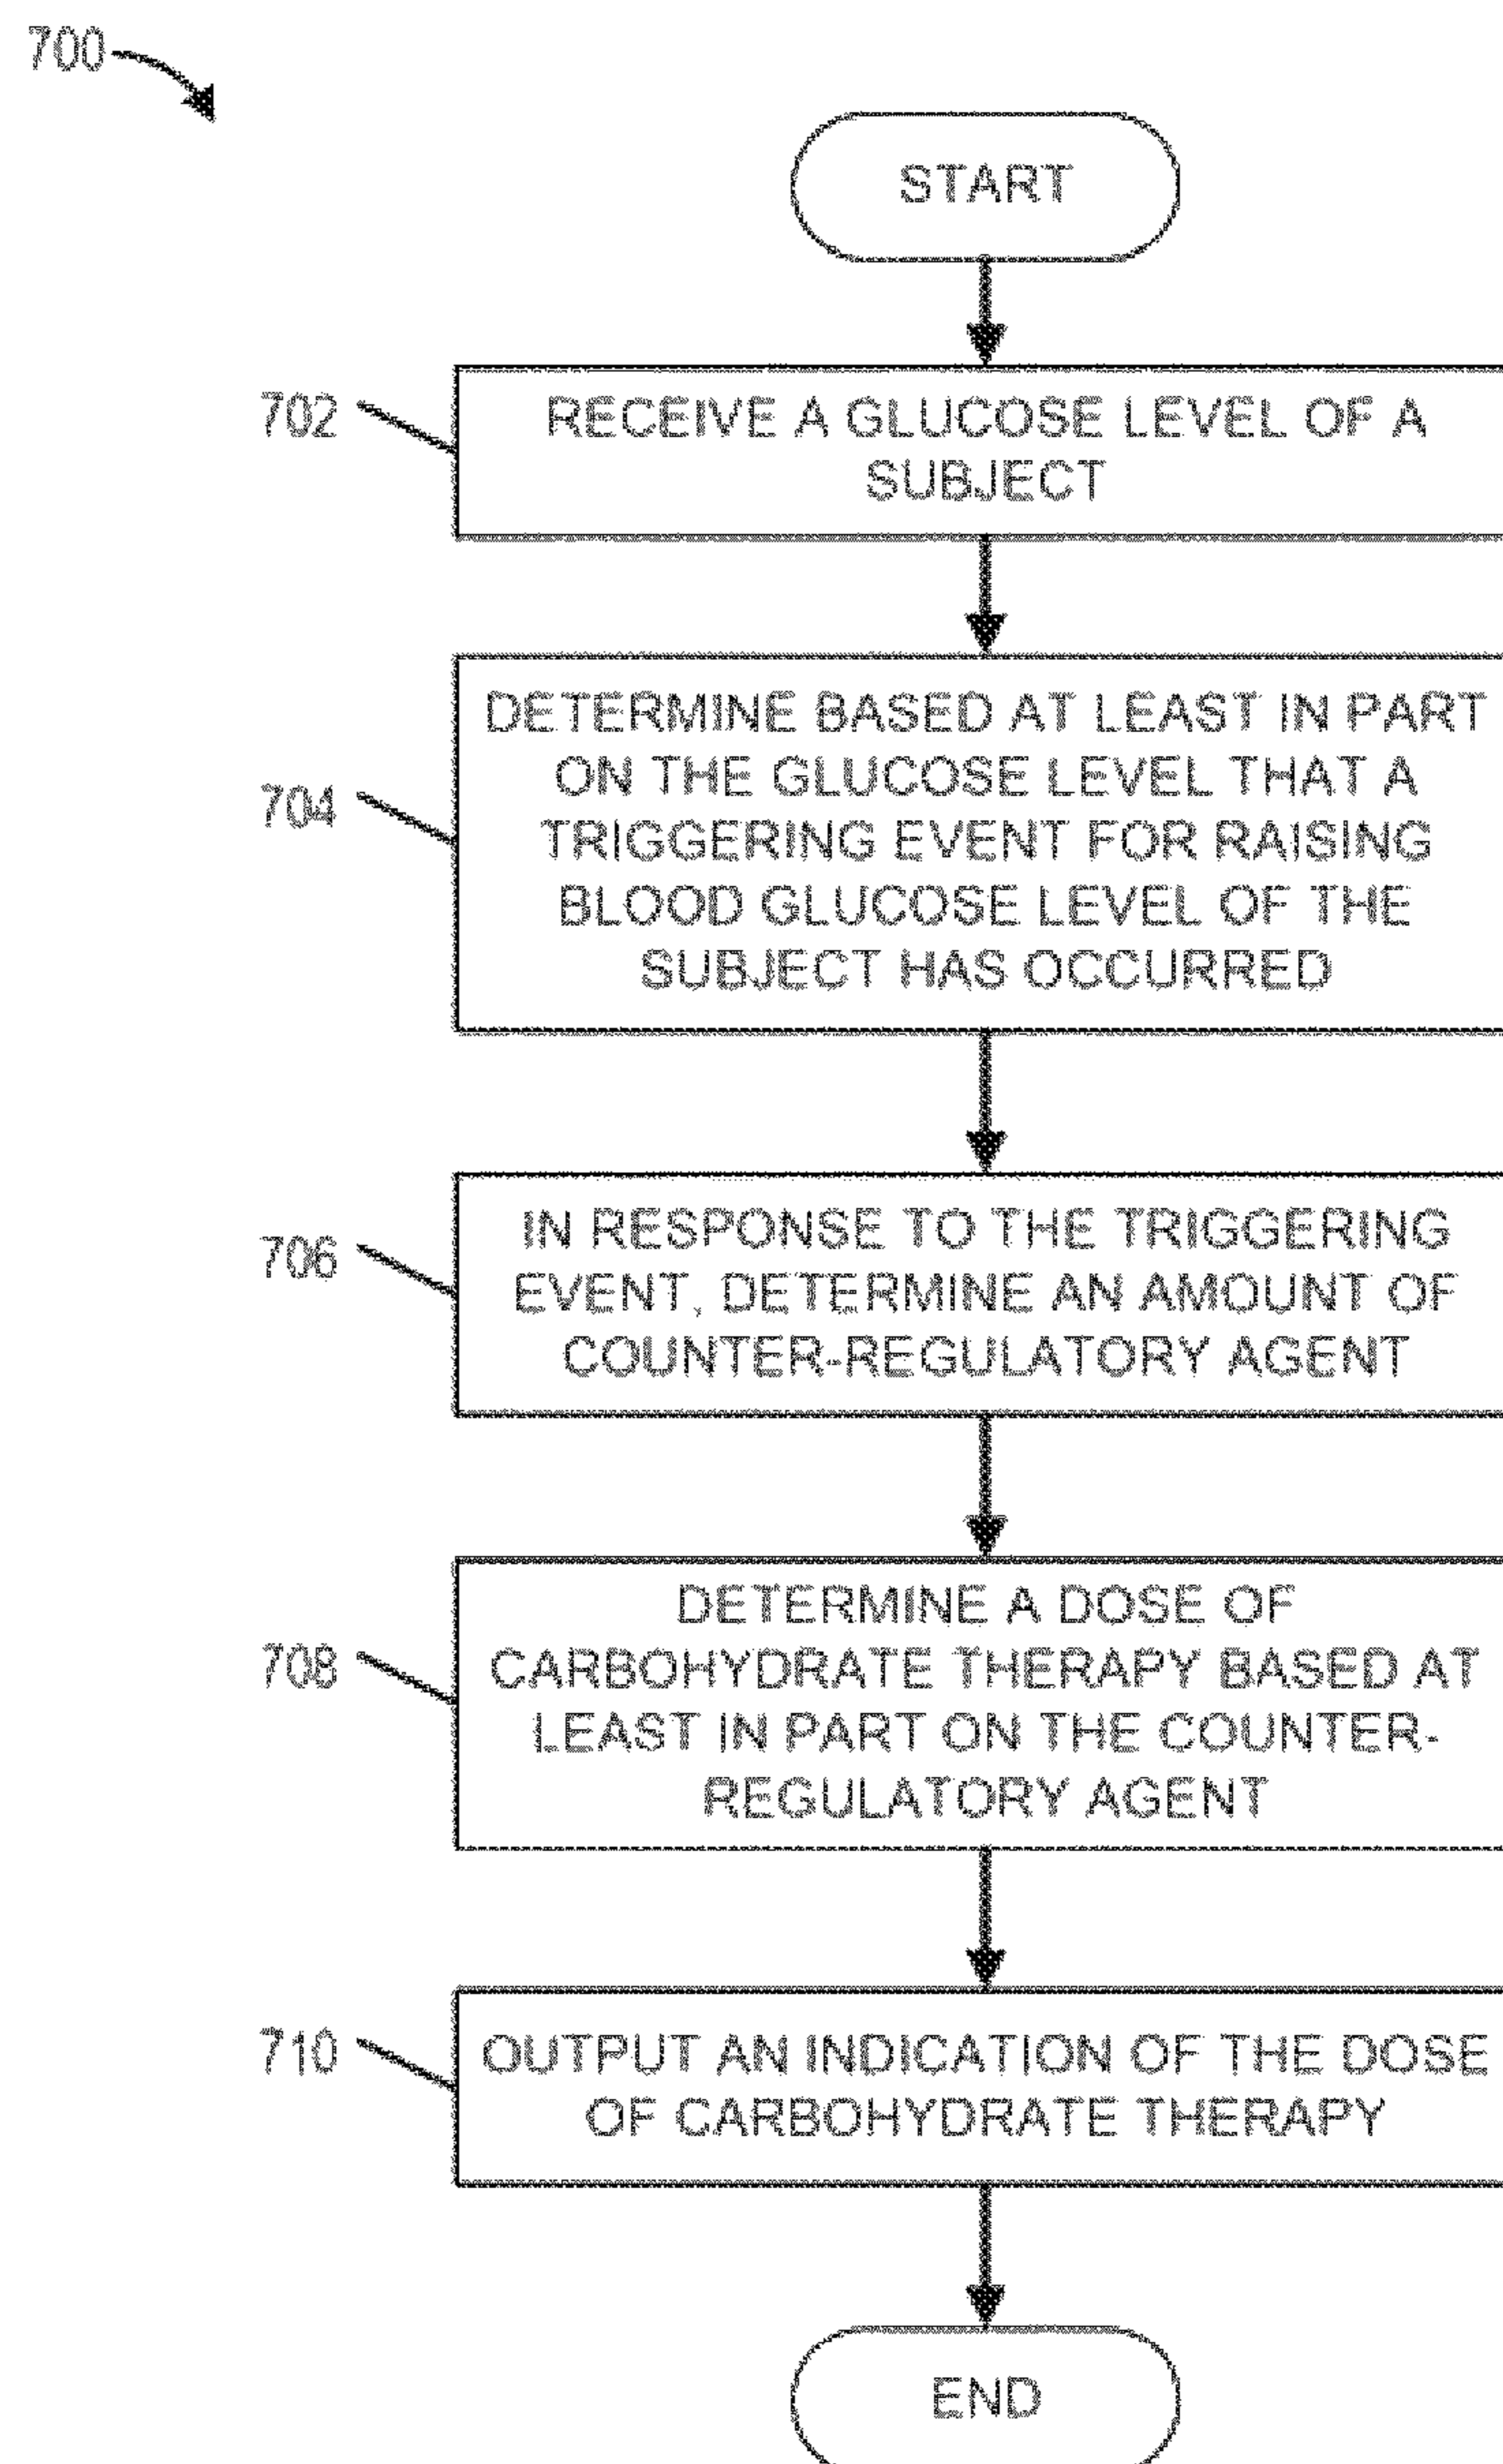 700
START
702
RECEIVE A GLUCOSE LEVEL OF A
SUBJECT
704
DETERMINE BASED AT LEAST IN PART
ON THE GLUCOSE LEVEL THAT A
TRIGGERING EVENT FOR RAISING
BLOOD GLUCOSE LEVEL OF THE
SUBJECT HAS OCCURRED
706
IN RESPONSE TO THE TRIGGERING
EVENT, DETERMINE AN AMOUNT OF
COUNTER-REGULATORY AGENT
708
DETERMINE A DOSE OF
CARBOHYDRATE THERAPY BASED AT
LEAST IN PART ON THE COUNTER-
REGULATORY AGENT
710
OUTPUT AN INDICATION OF THE DOSE
OF CARBOHYDRATE THERAPY
END